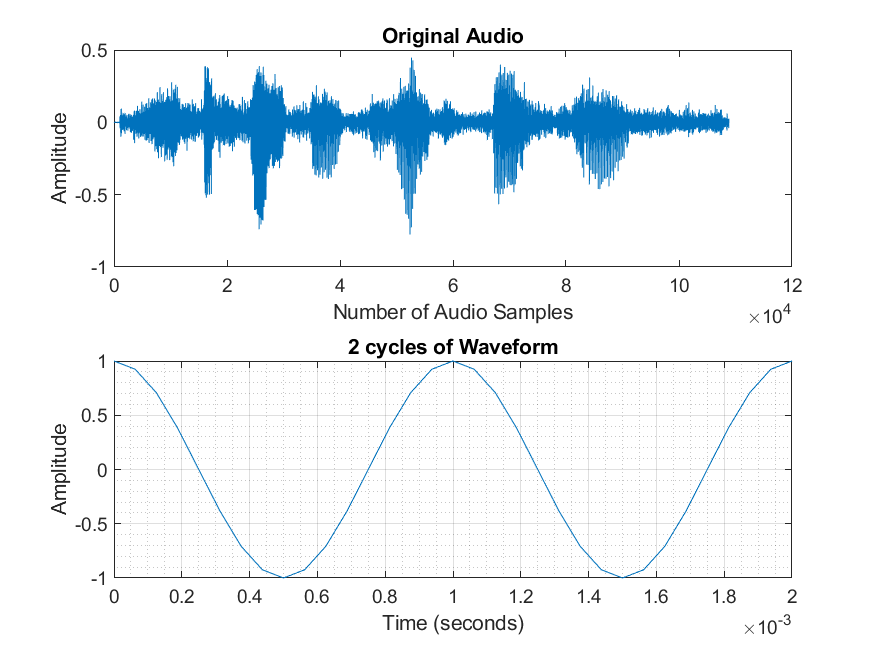 Original Audio
0.5
0
-0.5
-1
Amplitude
0 2 4 6 8 10 12
Number of Audio Samples
×10^4
2 cycles of Waveform
1
0.5
0
-0.5
-1
Amplitude
0 0.2 0.4 0.6 0.8 1 1.2 1.4 1.6 1.8 2
Time (seconds)
×10^-3